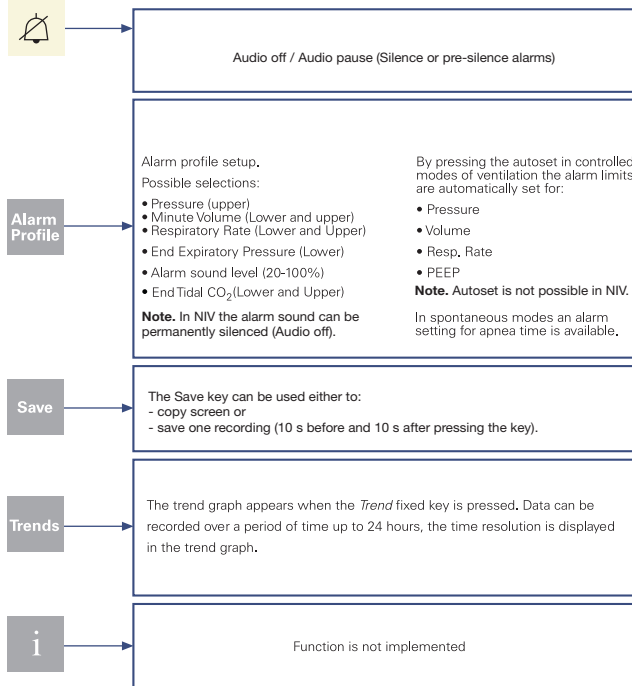 Audio off / Audio pause (Silence or pre-silence alarms)
Alarm
Profile
Alarm profile setup.
Possible selections:
• Pressure (upper)
• Minute Volume (Lower and upper)
• Respiratory Rate (Lower and Upper)
• End Expiratory Pressure (Lower)
• Alarm sound level (20-100%)
• End Tidal CO2(Lower and Upper)
Note. In NIV the alarm sound can be
permanently silenced (Audio off).
By pressing the autoset in controlled
modes of ventilation the alarm limits
are automatically set for:
• Pressure
• Volume
• Resp. Rate
• PEEP
Note. Autoset is not possible in NIV.
In spontaneous modes an alarm
setting for apnea time is available.
Save
The Save key can be used either to:
- copy screen or
- save one recording (10 s before and 10 s after pressing the key).
Trends
The trend graph appears when the Trend fixed key is pressed. Data can be
recorded over a period of time up to 24 hours, the time resolution is displayed
in the trend graph.
i
Function is not implemented